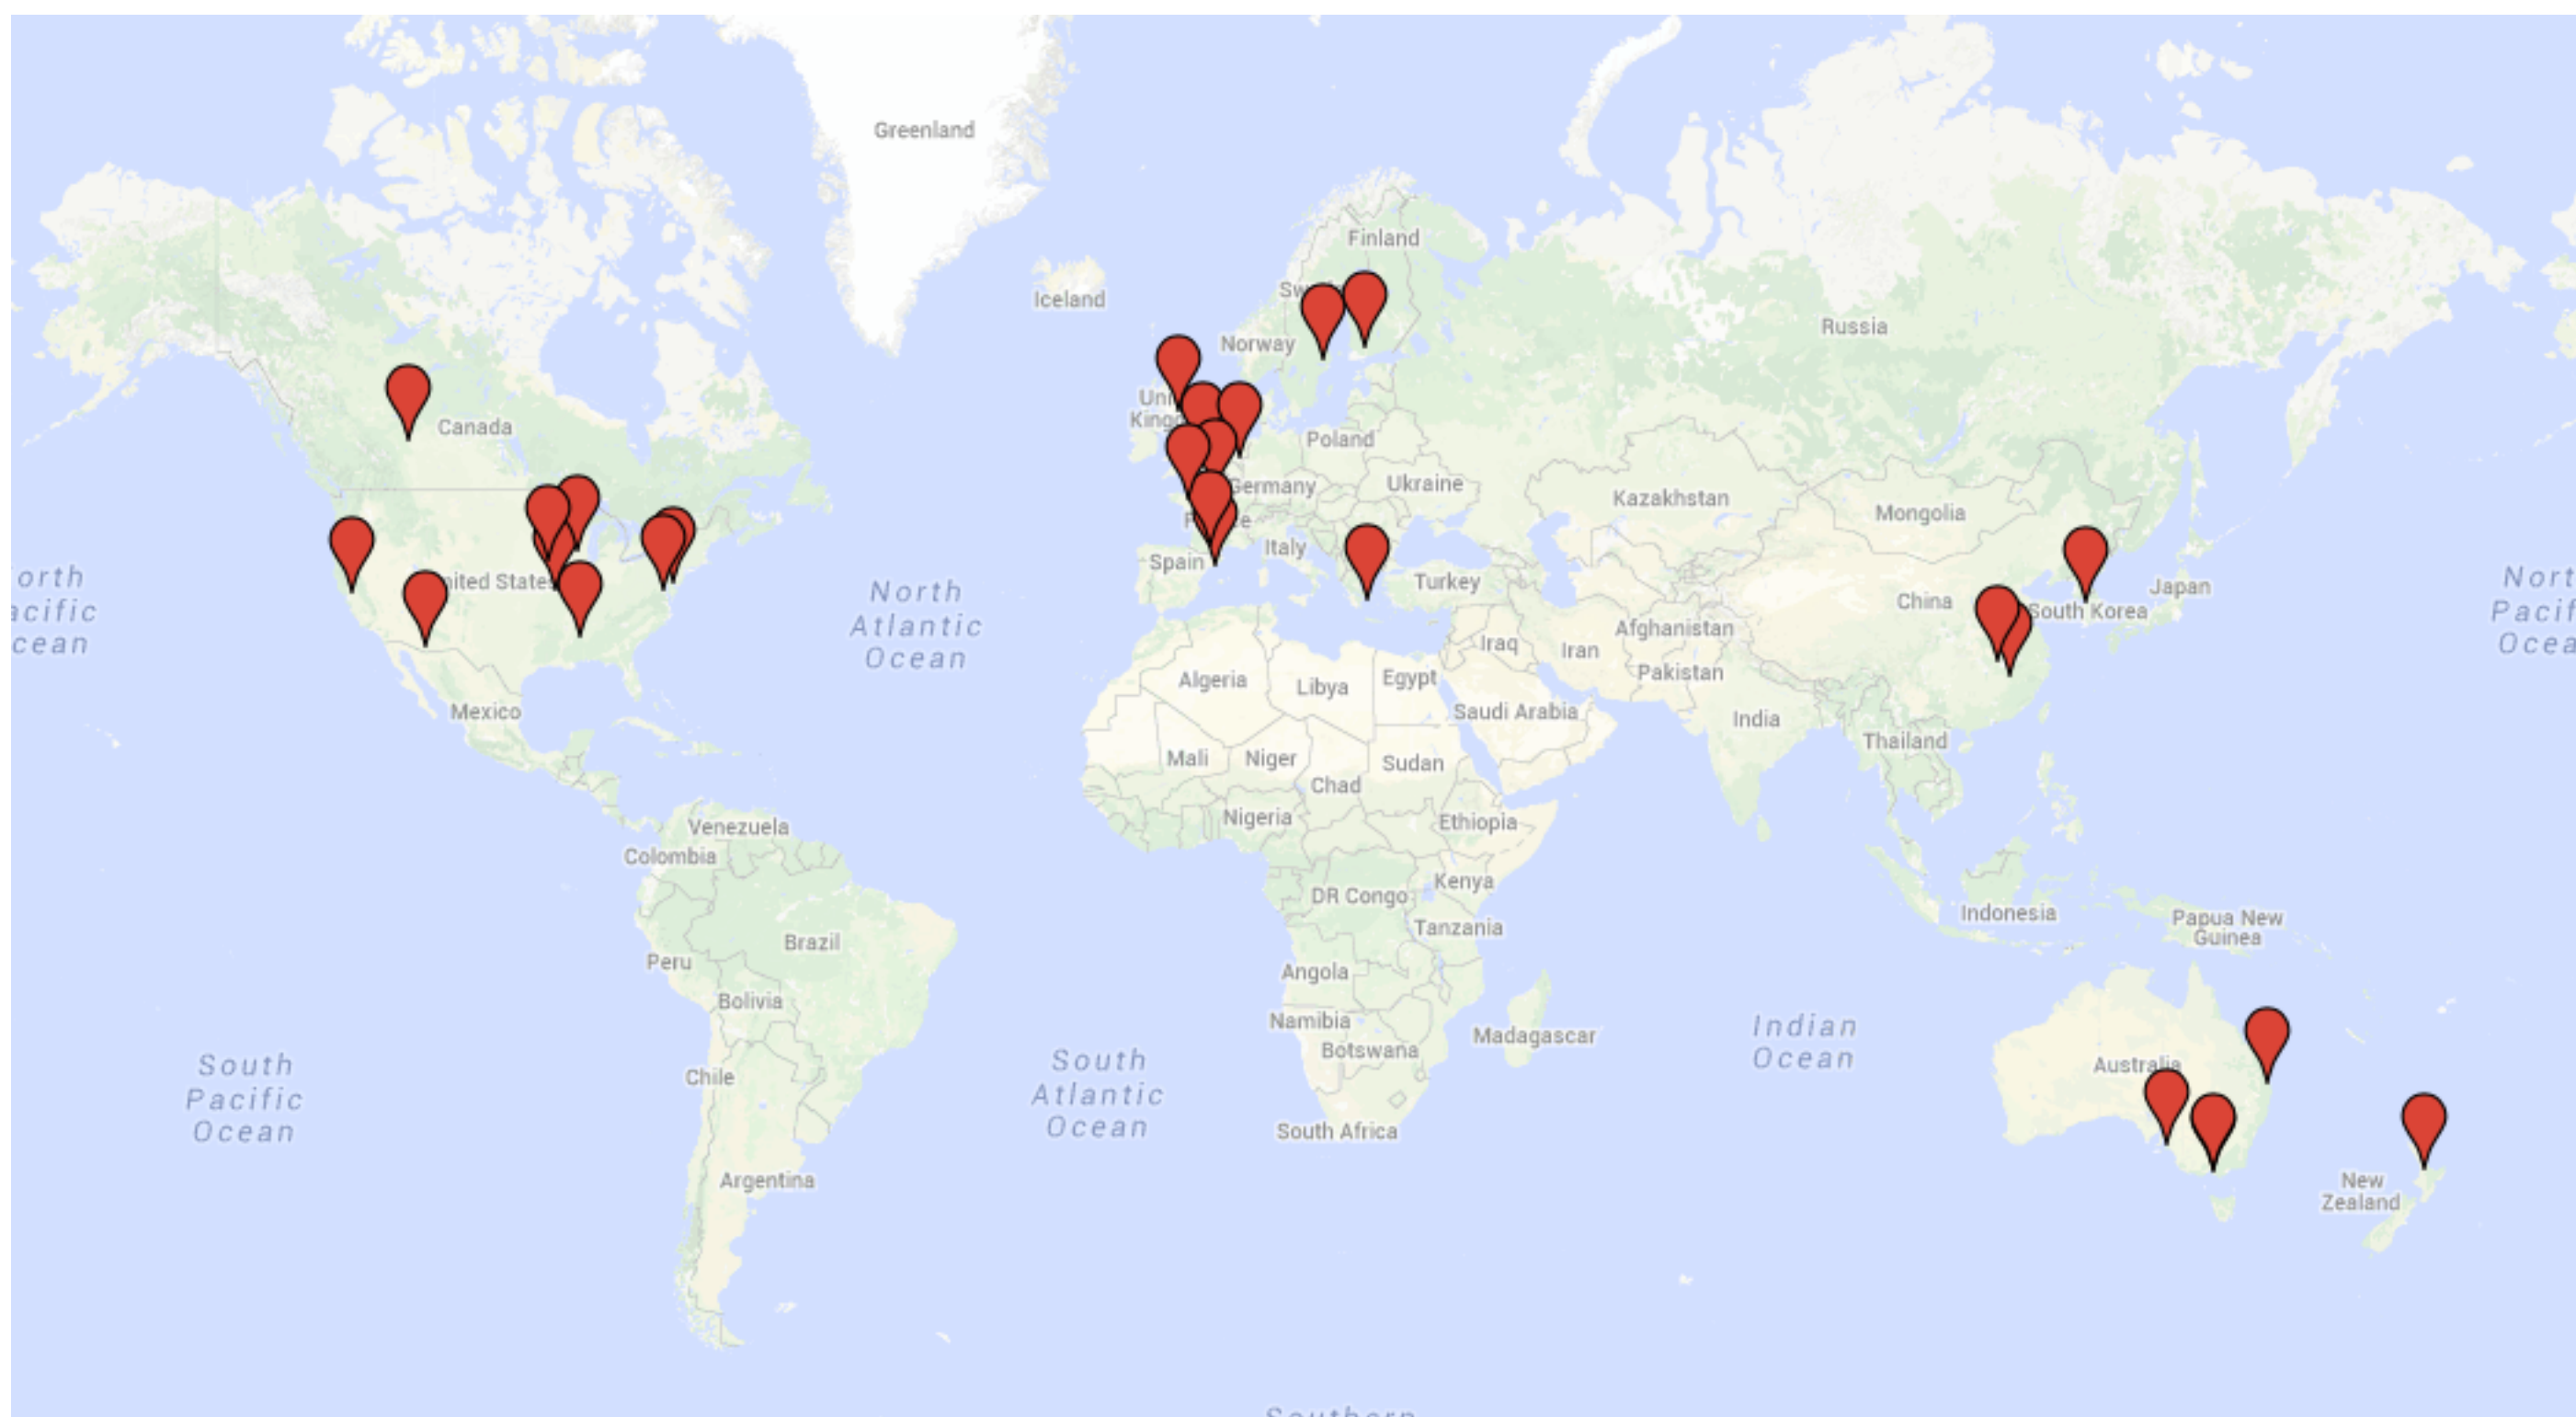 Greenland
Finland
Iceland
Russia
Norway
Canada
Poland
Ukraine
Germany
Kazakhstan
Mongolia
Italy
Spain
Turkey
China
Japan
South Korea
North
Atlantic
Ocean
Afghanistan
Iraq
Iran
Pakistan
Algeria
Libya
Egypt
Saudi Arabia
India
Mexico
Thailand
Mali
Niger
Sudan
Chad
Nigeria
Ethiopia
Venezuela
Colombia
Kenya
DR Congo
Tanzania
Indonesia
Papua New
Guinea
Brazil
Peru
Angola
Bolivia
Namibia
Botswana
Madagascar
Indian
Ocean
Australia
South
Pacific
Ocean
South
Atlantic
Ocean
Chile
South Africa
Argentina
New
Zealand